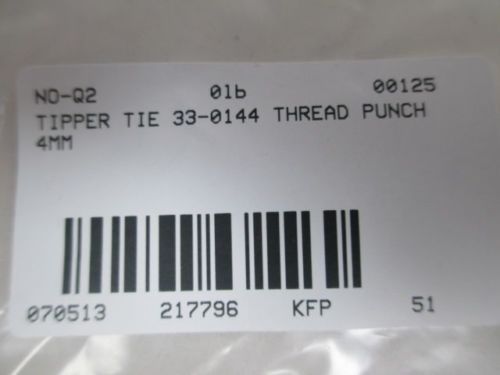 NO-Q2 01b 00125
TIPPER TIE 33-0144 THREAD PUNCH
4MM
070513 217796 KFP 51